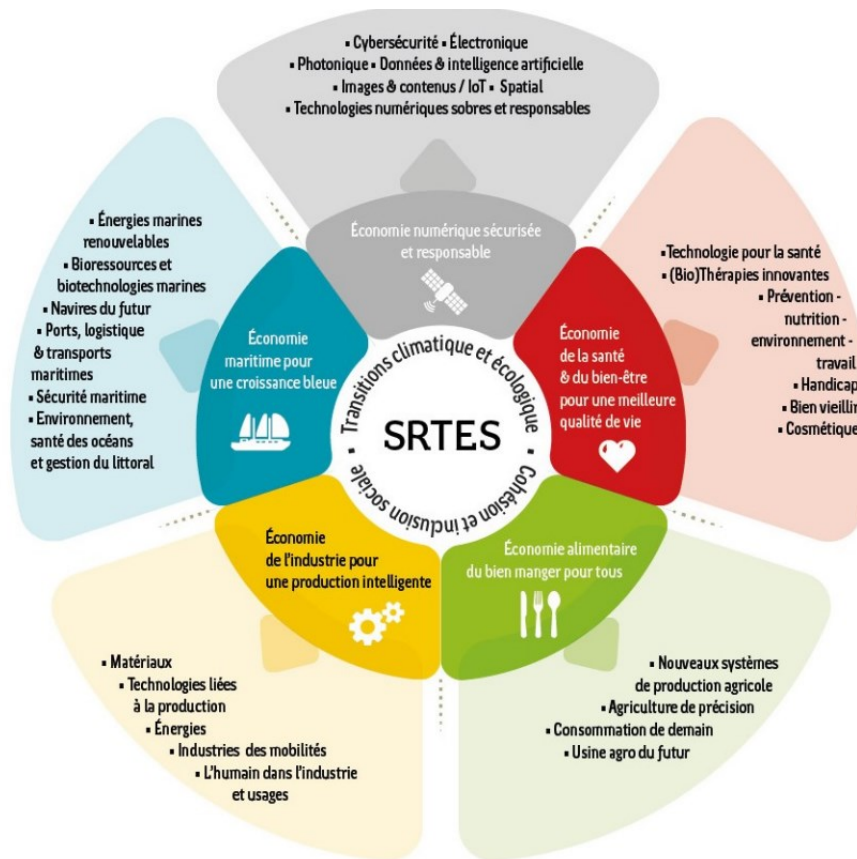 ▪ Cybersécurité ▪ Électronique
▪ Photonique ▪ Données & intelligence artificielle
▪ Images & contenus / IoT ▪ Spatial
▪ Technologies numériques sobres et responsables
Économie numérique sécurisée
et responsable
▪ Énergies marines
renouvelables
▪ Bioressources et
biotechnologies marines
▪ Navires du futur
▪ Ports, logistique
& transports
maritimes
▪ Sécurité maritime
▪ Environnement,
santé des océans
et gestion du littoral
Économie
maritime pour
une croissance bleue
▪ Transitions climatique et écologique
▪ Cohésion et inclusion sociale
SRTES
Économie
de la santé
& du bien-être
pour une meilleure
qualité de vie
▪Technologie pour la santé
▪ (Bio)Thérapies innovantes
▪ Prévention -
nutrition -
environnement -
travail
▪ Handicap
▪ Bien vieillir
▪ Cosmétique
Économie
de l'industrie pour
une production intelligente
▪ Matériaux
▪ Technologies liées
à la production
▪ Énergies
▪ Industries des mobilités
▪ L'humain dans l'industrie
et usages
Économie alimentaire
du bien manger pour tous
▪ Nouveaux systèmes
de production agricole
▪ Agriculture de précision
▪ Consommation de demain
▪ Usine agro du futur